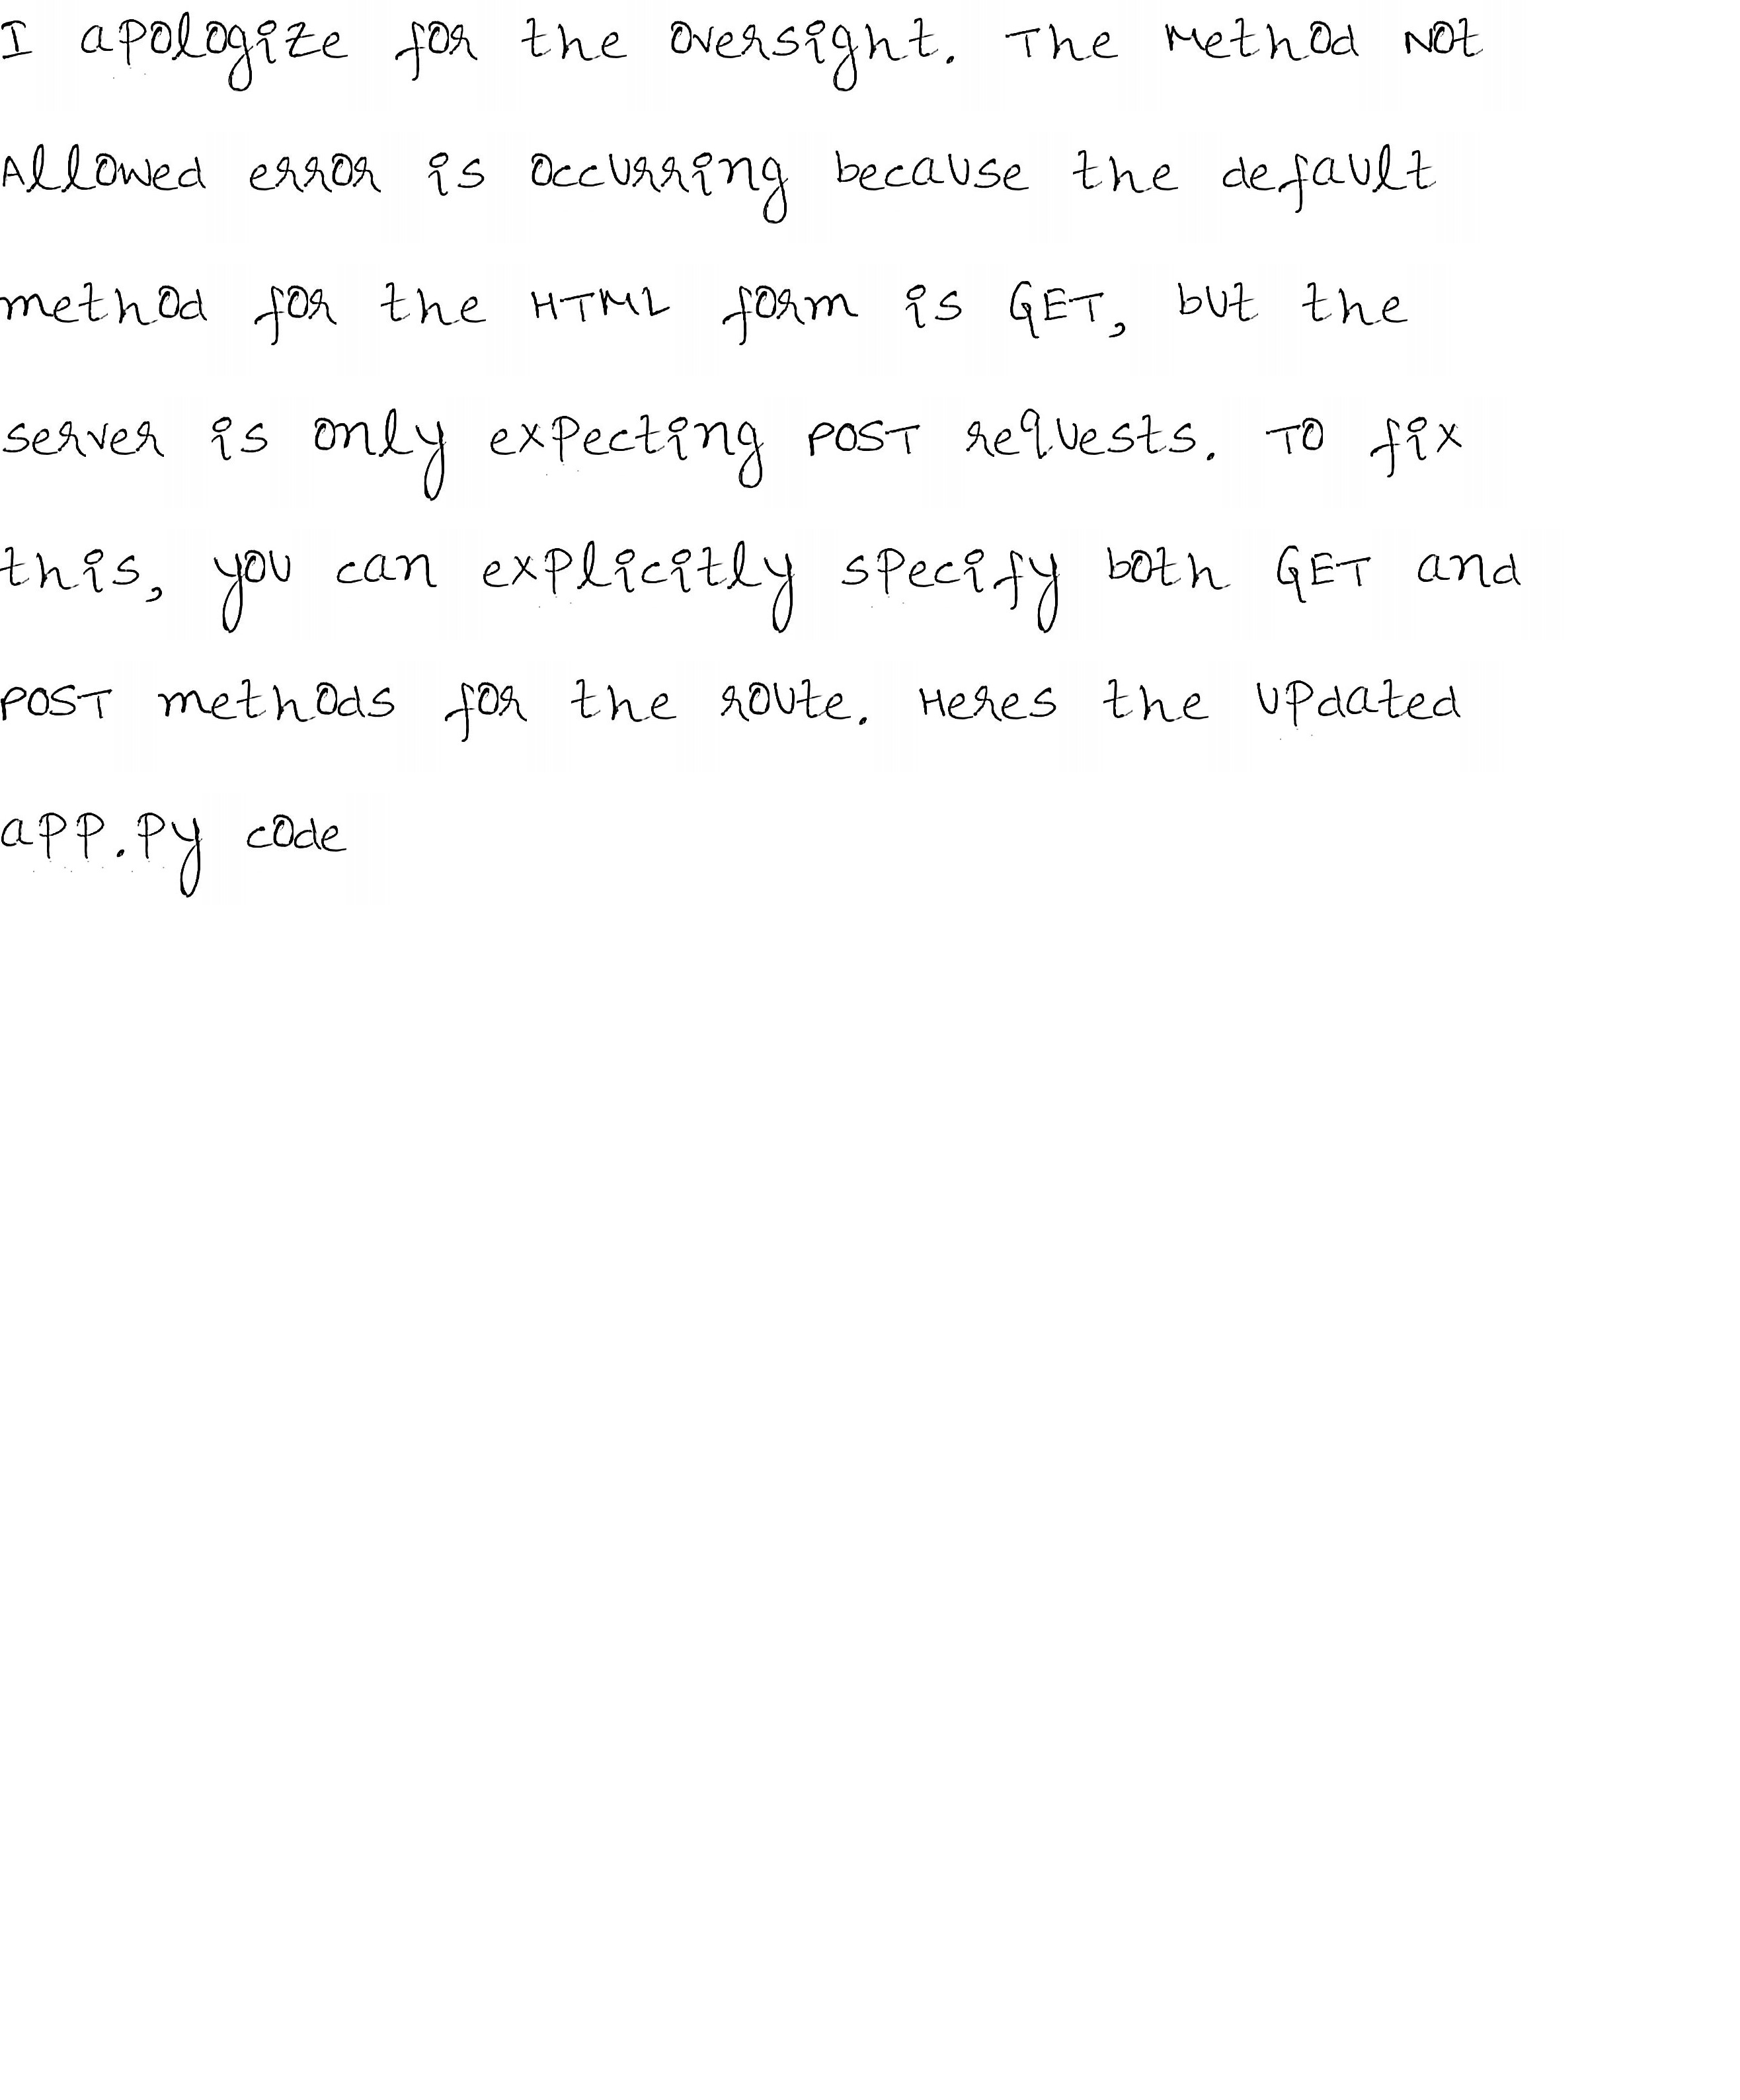 I apologize for the oversight. The Method Not
Allowed error is occurring because the default
method for the HTML form is GET, but the
server is only expecting POST requests. To fix
this, you can explicitly specify both GET and
POST methods for the route. Heres the updated
app.py code